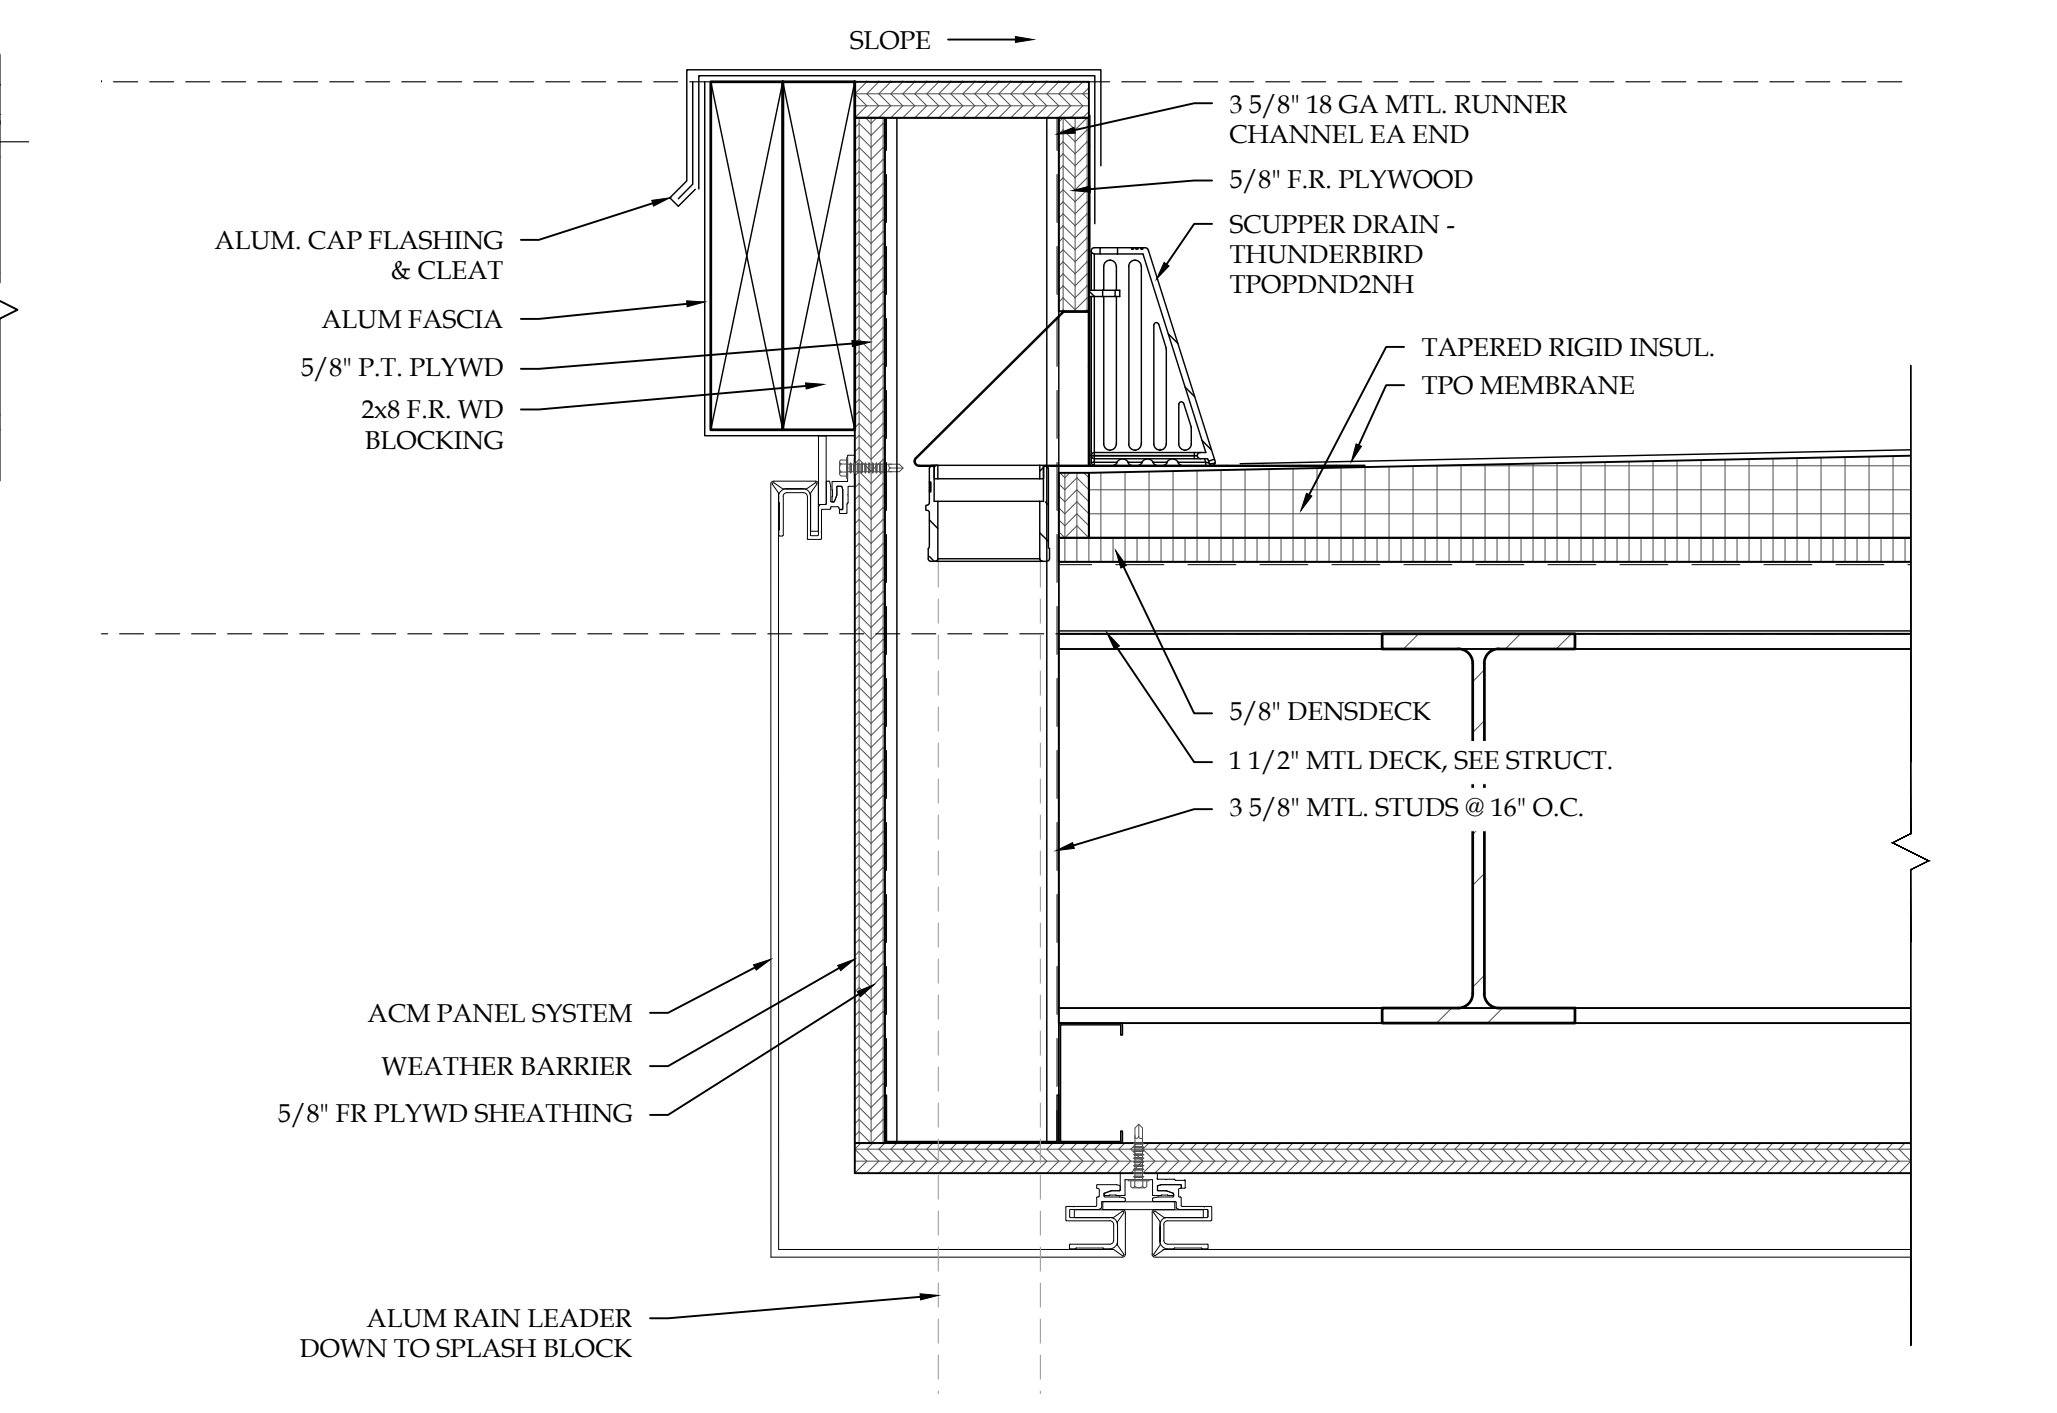 SLOPE
3 5/8" 18 GA MTL. RUNNER
CHANNEL EA END
5/8" F.R. PLYWOOD
SCUPPER DRAIN -
THUNDERBIRD
TPOPDND2NH
ALUM. CAP FLASHING
& CLEAT
ALUM FASCIA
5/8" P.T. PLYWD
2x8 F.R. WD
BLOCKING
TAPERED RIGID INSUL.
TPO MEMBRANE
5/8" DENSDECK
1 1/2" MTL DECK, SEE STRUCT.
3 5/8" MTL. STUDS @ 16" O.C.
ACM PANEL SYSTEM
WEATHER BARRIER
5/8" FR PLYWD SHEATHING
ALUM RAIN LEADER
DOWN TO SPLASH BLOCK